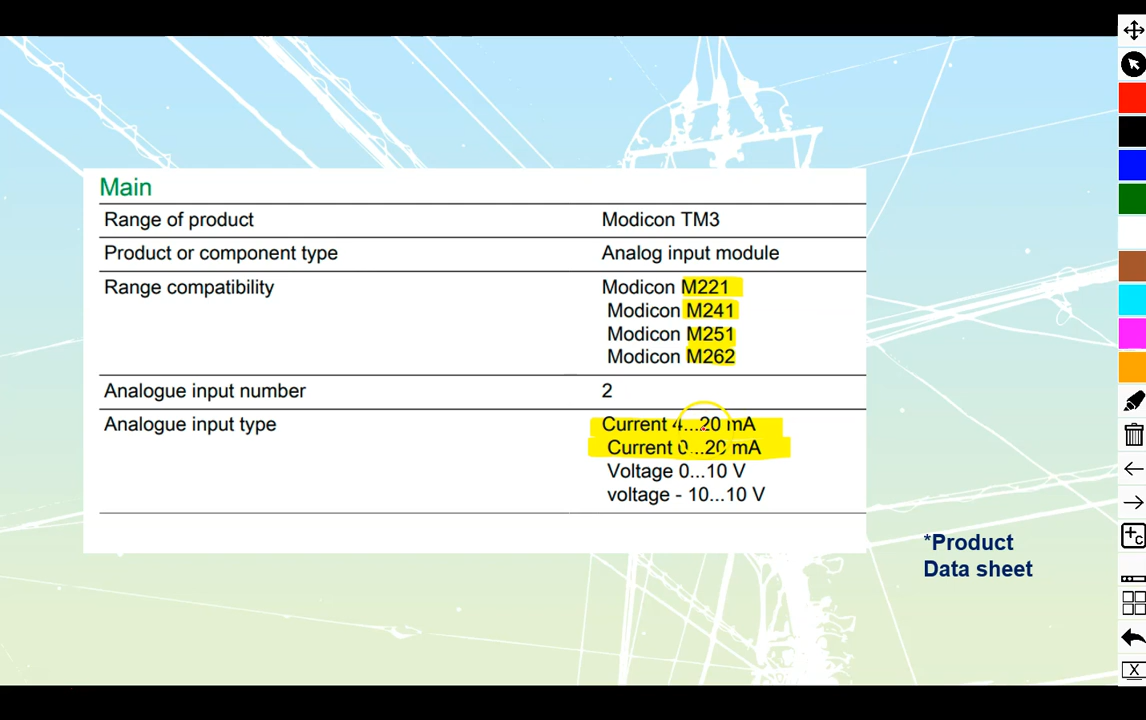 Main
Range of product Modicon TM3
Product or component type Analog input module
Range compatibility Modicon M221
Modicon M241
Modicon M251
Modicon M262
Analogue input number 2
Analogue input type Current 4...20 mA
Current 0...20 mA
Voltage 0...10 V
voltage - 10...10 V
*Product
Data sheet
+c
X